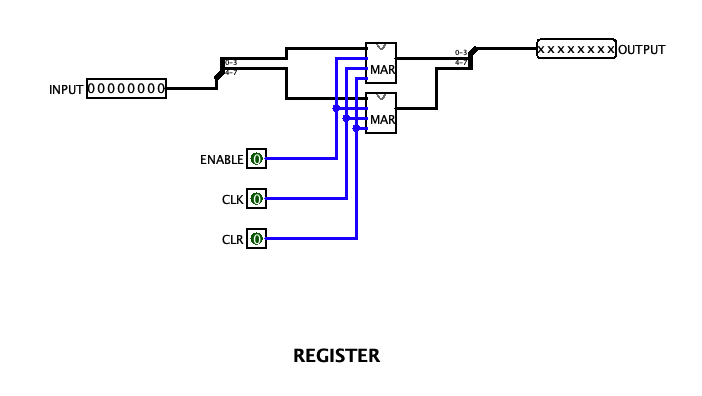 0-3
4-7
MAR
0-3
4-7
xxxxxxxx OUTPUT
INPUT 00000000
MAR
ENABLE 0
CLK 0
CLR 0
REGISTER